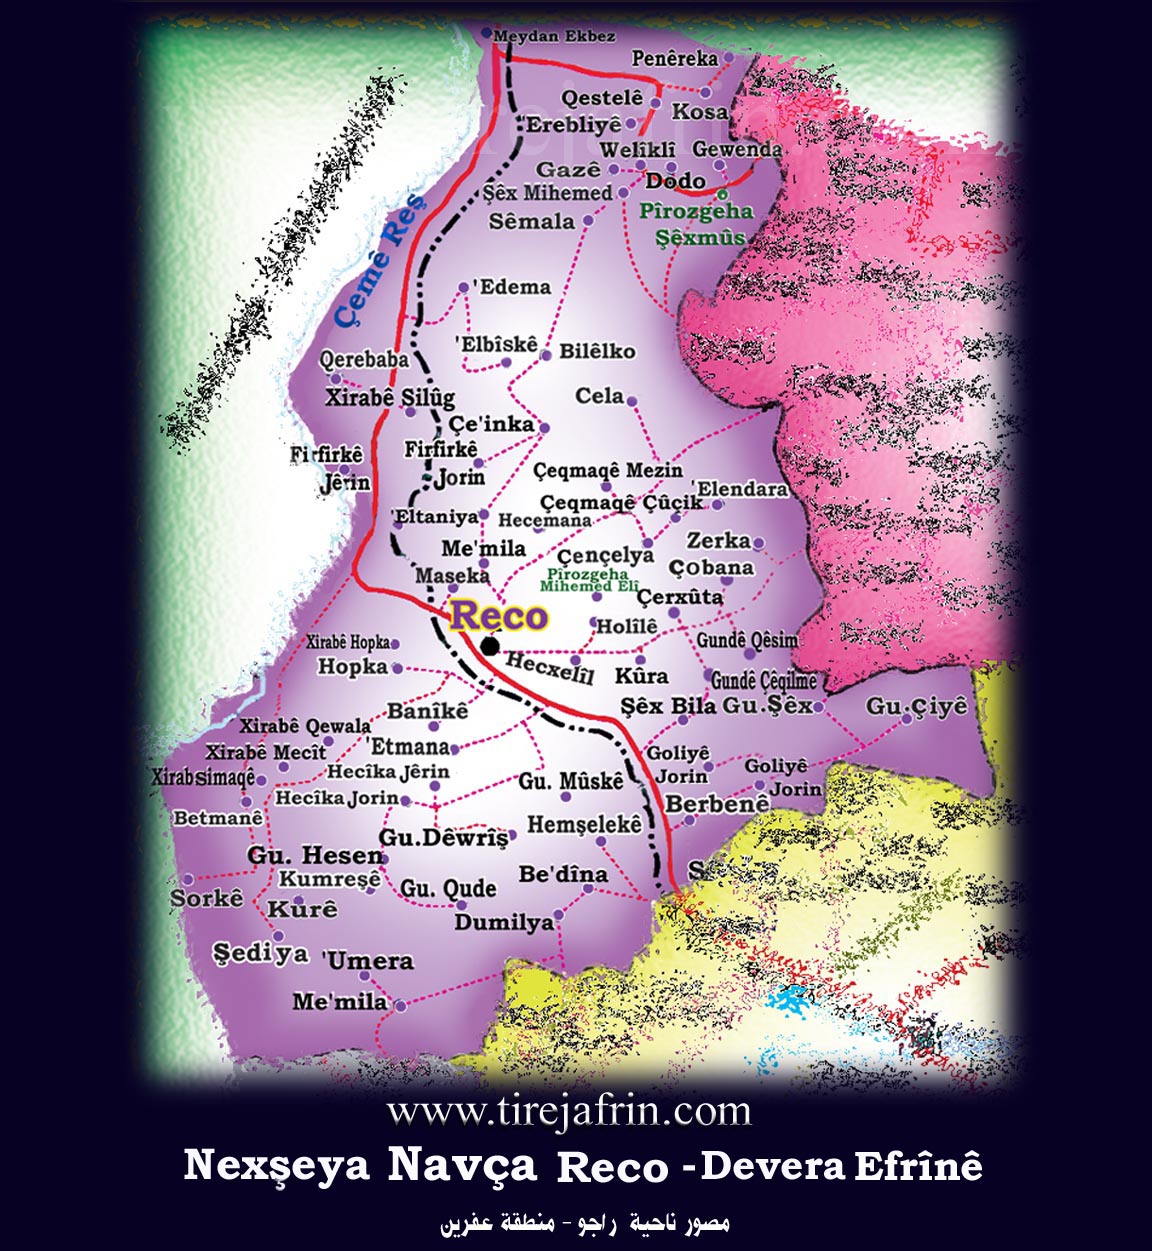 Meydan Ekbez
Penêreka
Qestelê
Kosa
'Erebliyê
Welîklî
Gewenda
Gazê
Dodo
Şêx Mihemed
Pîrozgeha
Şêxmûs
Sêmala
Çemê Reş
'Edema
'Elbîskê
Bilêlko
Qerebaba
Xirabê Silûg
Cela
Çe'inka
Firfirkê
Jêrin
Firfirkê
Jorin
Çeqmaqê Mezin
'Elendara
Çeqmaqê Çûçik
'Eltaniya
Hecemana
Me'mila
Çençelya
Zerka
Çobana
Maseka
Pîrozgeha
Mihemed Elî
Çerxûta
Reco
Holîlê
Xirabê Hopka
Gundê Qêsim
Hopka
Hecxelîl
Kûra
Gundê Çêqilmê
Şêx Bila
Gu.Şêx
Gu.Çiyê
Banîkê
Xirabê Qewala
'Etmana
Xirabê Mecît
Goliyê
Jorin
Goliyê
Jorin
Xirabsimaqê
Hecîka Jêrin
Gu. Mûskê
Hecîka Jorin
Berbenê
Betmanê
Hemşelekê
Gu.Dêwrîş
Gu. Hesen
Be'dîna
Kumreşê
Gu. Qude
Sorkê
Kûrê
Dumilya
Şediya
'Umera
Me'mila
www.tirejafrin.com
Nexşeya Navça Reco - Devera Efrînê
مصور ناحية راجو - منطقة عفرين